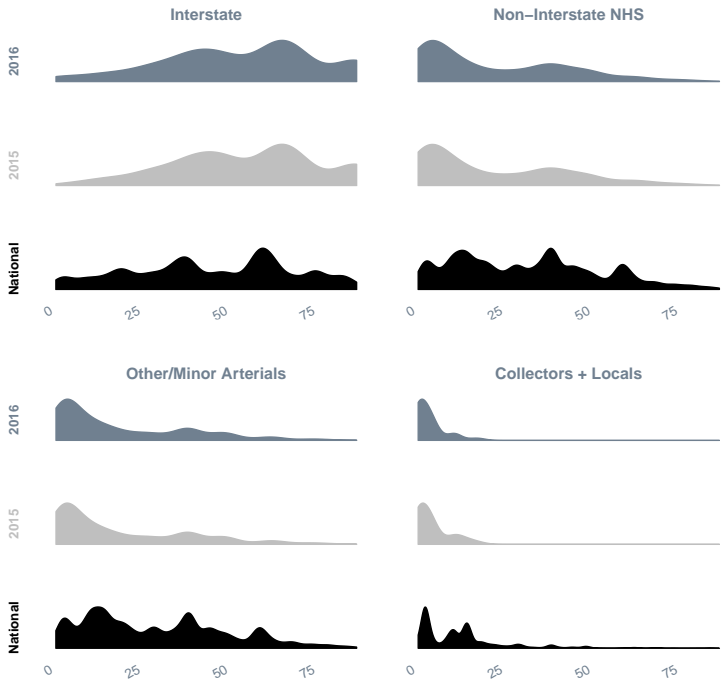 Interstate
Non−Interstate NHS
2016
2015
National
0 25 50 75
0 25 50 75
Other/Minor Arterials
Collectors + Locals
2016
2015
National
0 25 50 75
0 25 50 75